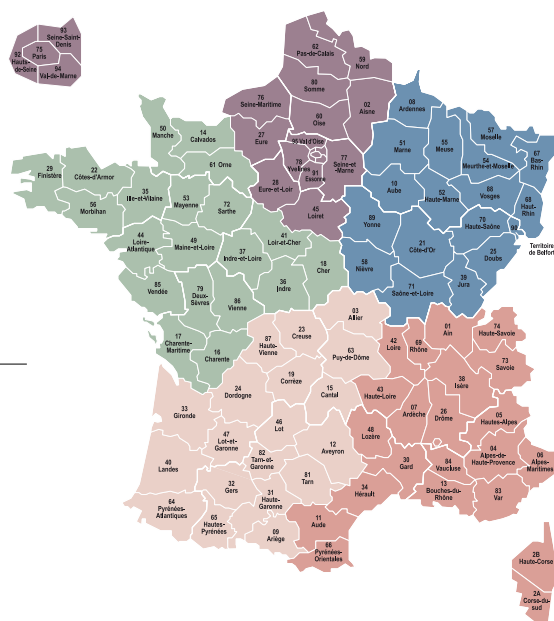 93
Seine-Saint-
Denis
92
Hauts-
de-Seine
75
Paris
94
Val-de-Marne
62
Pas-de-Calais
59
Nord
80
Somme
76
Seine-Maritime
02
Aisne
60
Oise
27
Eure
95 Val d'Oise
78
Yvelines
91
Essonne
77
Seine-et
-Marne
28
Eure-et-Loir
45
Loiret
08
Ardennes
51
Marne
55
Meuse
57
Moselle
54
Meurthe-et-Moselle
67
Bas-
Rhin
10
Aube
52
Haute-Marne
88
Vosges
68
Haut-
Rhin
89
Yonne
70
Haute-Saône
90
Territoire
de Belfort
21
Côte-d'Or
25
Doubs
58
Nièvre
39
Jura
71
Saône-et-Loire
50
Manche
14
Calvados
61 Orne
29
Finistère
22
Côtes-d'Armor
35
Ille-et-Vilaine
56
Morbihan
53
Mayenne
72
Sarthe
44
Loire-
Atlantique
49
Maine-et-Loire
41
Loir-et-Cher
37
Indre-et-Loire
18
Cher
36
Indre
85
Vendée
79
Deux-
Sèvres
86
Vienne
17
Charente-
Maritime
16
Charente
03
Allier
23
Creuse
87
Haute-
Vienne
63
Puy-de-Dôme
19
Corrèze
15
Cantal
24
Dordogne
33
Gironde
46
Lot
47
Lot-et-
Garonne
12
Aveyron
82
Tarn-et-
Garonne
40
Landes
81
Tarn
32
Gers
31
Haute-
Garonne
64
Pyrénées-
Atlantiques
65
Hautes-
Pyrénées
09
Ariège
42
Loire
69
Rhône
01
Ain
74
Haute-Savoie
73
Savoie
38
Isère
43
Haute-Loire
07
Ardèche
26
Drôme
05
Hautes-Alpes
48
Lozère
30
Gard
84
Vaucluse
04
Alpes-de
Haute-Provence
06
Alpes-
Maritimes
13
Bouches-du-
Rhône
83
Var
34
Hérault
11
Aude
66
Pyrénées-
Orientales
2B
Haute-Corse
2A
Corse-du-
sud